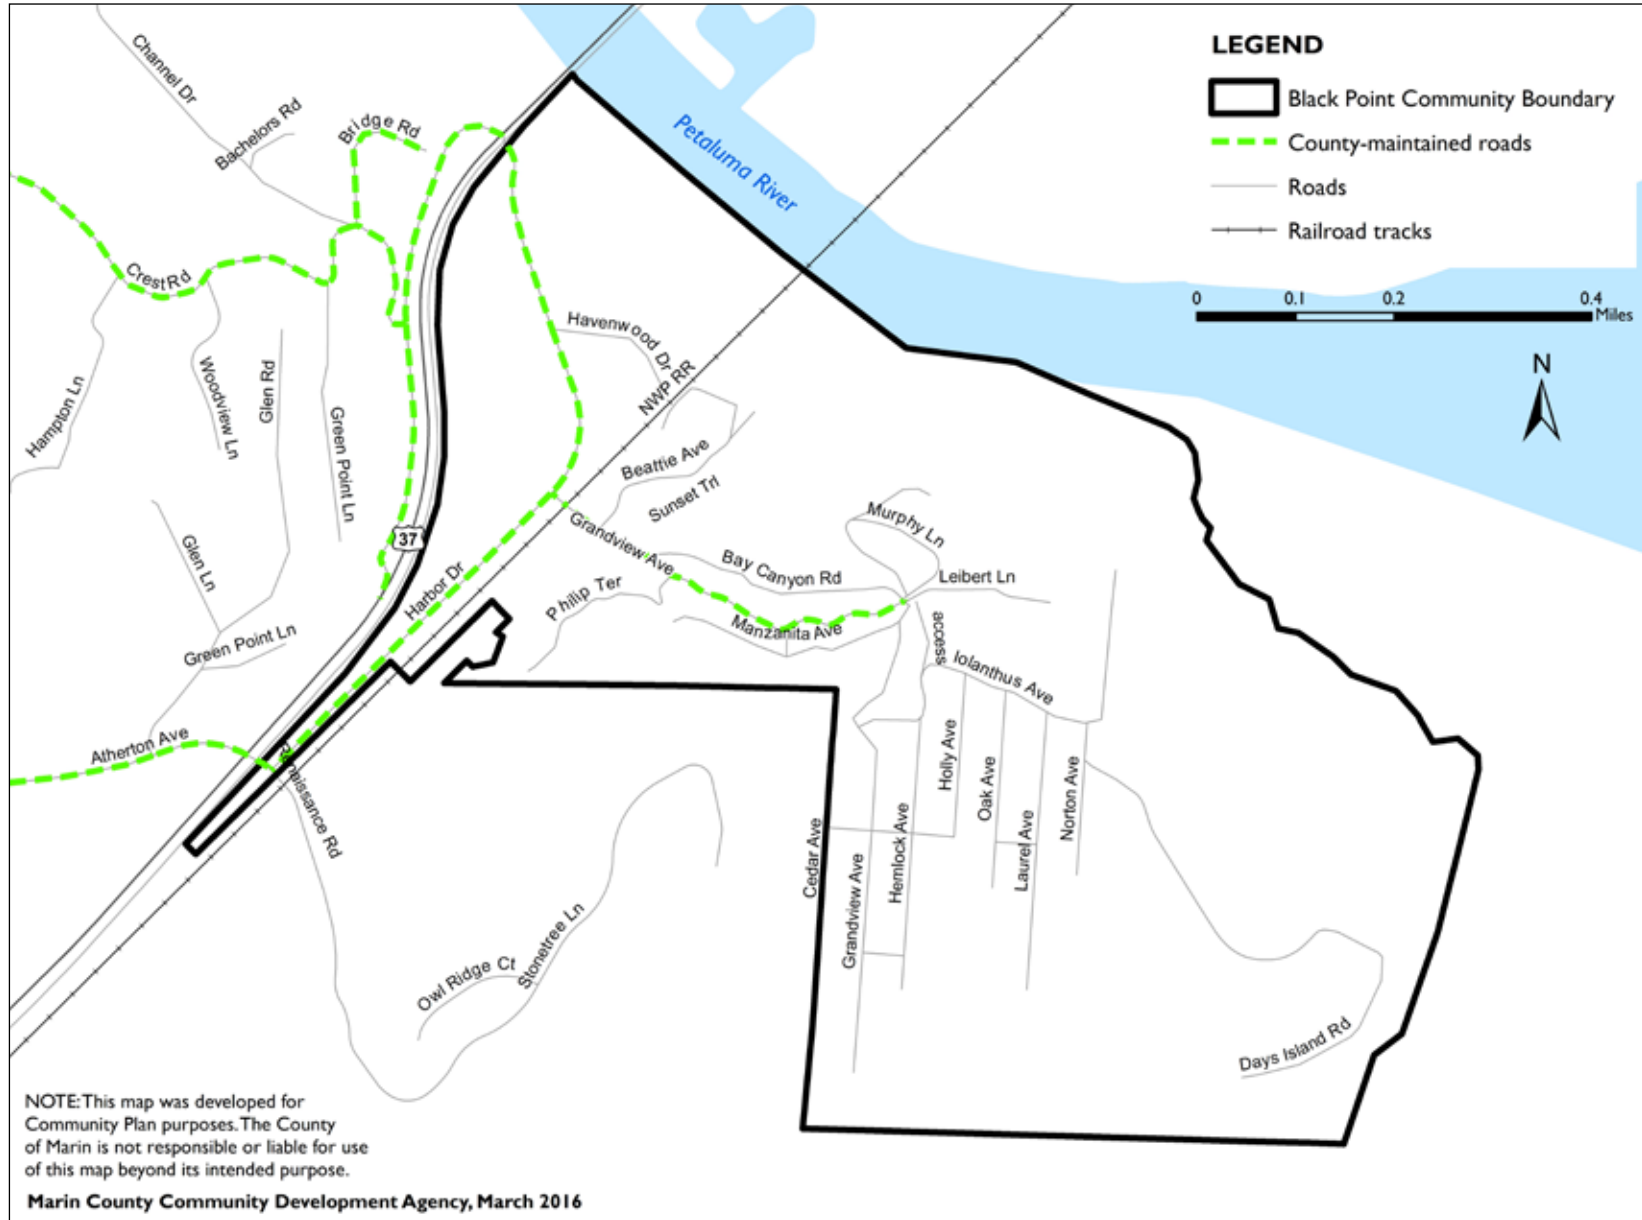 LEGEND
Black Point Community Boundary
County-maintained roads
Roads
Railroad tracks
0 0.1 0.2 0.4
Miles
N
Petaluma River
Channel Dr
Bachelors Rd
Bridge Rd
Crest Rd
Hampton Ln
Woodview Ln
Glen Rd
Green Point Ln
Glen Ln
Green Point Ln
37
Harbor Dr
Atherton Ave
Renaissance Rd
Havenwood Dr
NWP RR
Beattie Ave
Sunset Trl
Grandview Ave
Philip Ter
Bay Canyon Rd
Manzanita Ave
Murphy Ln
Leibert Ln
access
Iolanthus Ave
Holly Ave
Oak Ave
Norton Ave
Cedar Ave
Grandview Ave
Hemlock Ave
Laurel Ave
Owl Ridge Ct
Stonetree Ln
Days Island Rd
NOTE: This map was developed for
Community Plan purposes. The County
of Marin is not responsible or liable for use
of this map beyond its intended purpose.
Marin County Community Development Agency, March 2016